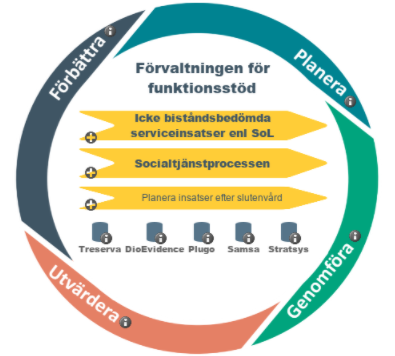 Förbättra
Planera
Förvaltningen för
funktionsstöd
Icke biståndsbedömda
serviceinsatser enl SoL
Socialtjänstprocessen
Planera insatser efter slutenvård
Treserva DioEvidence Plugo Samsa Stratsys
Utvärdera
Genomföra